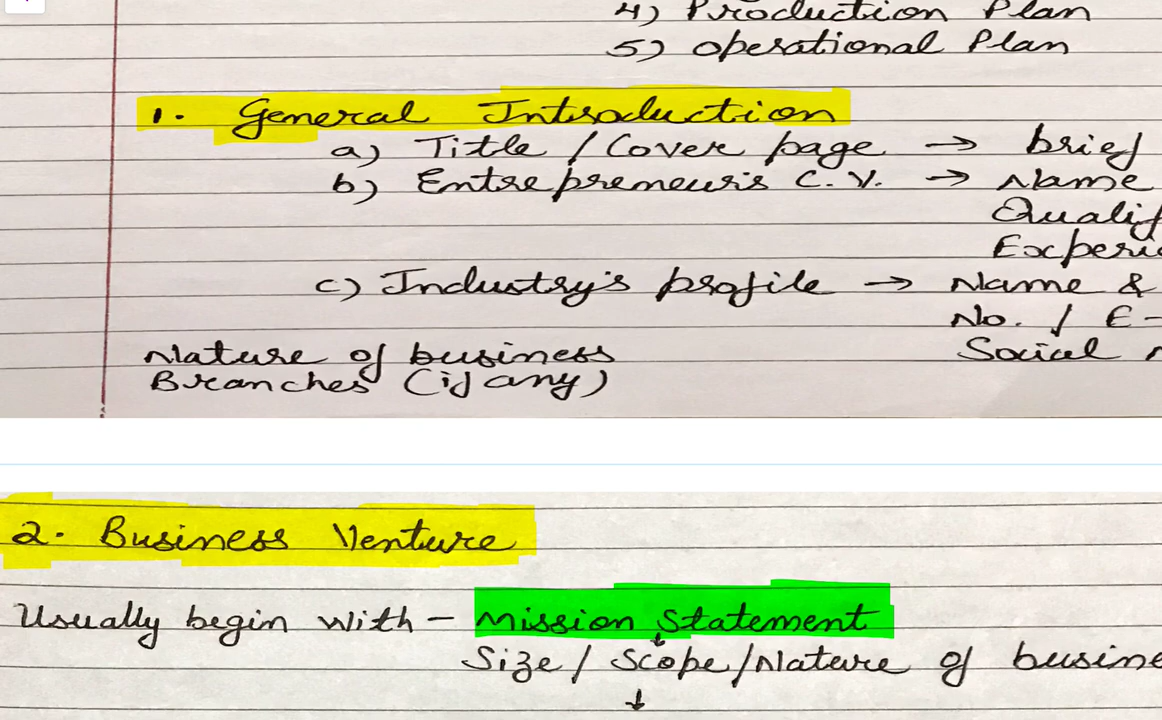 4) Production Plan
5) Operational Plan
1. General Introduction
a) Title / Cover page → brief
b) Entrepreneur's C.V. → Name
Qualif
Experi
c) Industry's profile → Name &
No. / E-
Social
Nature of business
Branches (if any)
2. Business Venture
Usually begin with - Mission Statement
↓
Size / Scope / Nature of busine
↓